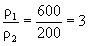 ρ₁/ρ₂ = 600/200 = 3